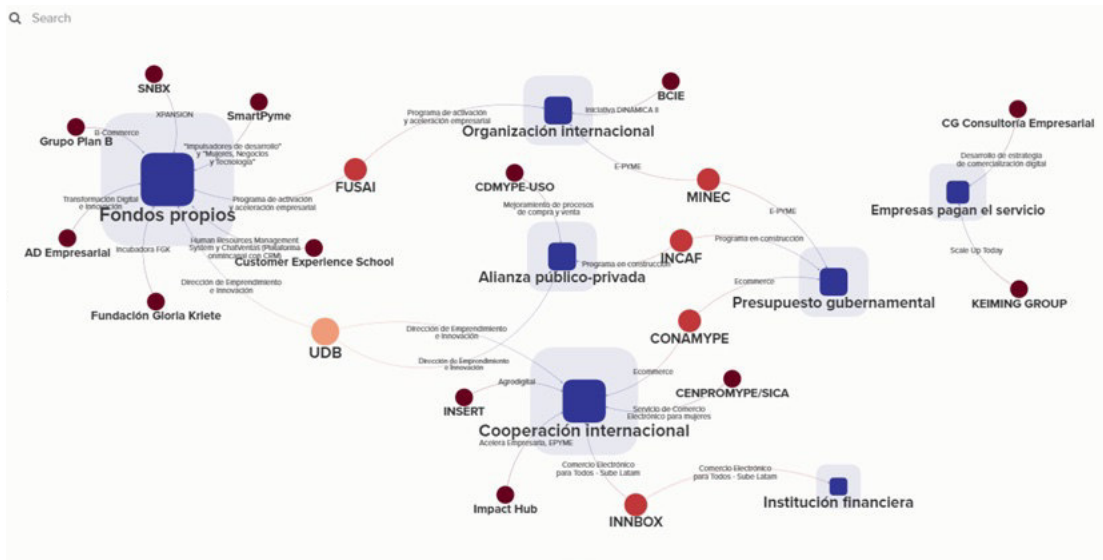 Search
SNBX
XPANSION
SmartPyme
Grupo Plan B
E-Commerce
"Impulsadores de desarrollo"
y "Mujeres, Negocios
y Tecnología"
Transformación Digital
e Innovación
Fondos propios
Programa de activación
y aceleración empresarial
FUSAI
Programa de activación
y aceleración empresarial
Organización internacional
Iniciativa DINÁMICA II
BCIE
E-PYME
CDMYPE-USO
Mejoramiento de procesos
de compra y venta
MINEC
E-PYME
CG Consultoría Empresarial
Desarrollo de estrategia
de comercialización digital
Empresas pagan el servicio
Scale Up Today
KEIMING GROUP
AD Empresarial
Incubadora FGK
Human Resources Management
System y ChatVentas (Plataforma
omnicanal con CRM)
Customer Experience School
Dirección de Emprendimiento
e Innovación
Fundación Gloria Kriete
UDB
Alianza público-privada
Programa en construcción
INCAF
Programa en construcción
Presupuesto gubernamental
Ecommerce
CONAMYPE
Dirección de Emprendimiento
e Innovación
Dirección de Emprendimiento
e Innovación
Ecommerce
Agrodigital
INSERT
CENPROMYPE/SICA
Servicio de Comercio
Electrónico para mujeres
Cooperación internacional
Acelera Empresaria, EPYME
Impact Hub
Comercio Electrónico
para Todos - Sube Latam
INNBOX
Comercio Electrónico
para Todos - Sube Latam
Institución financiera